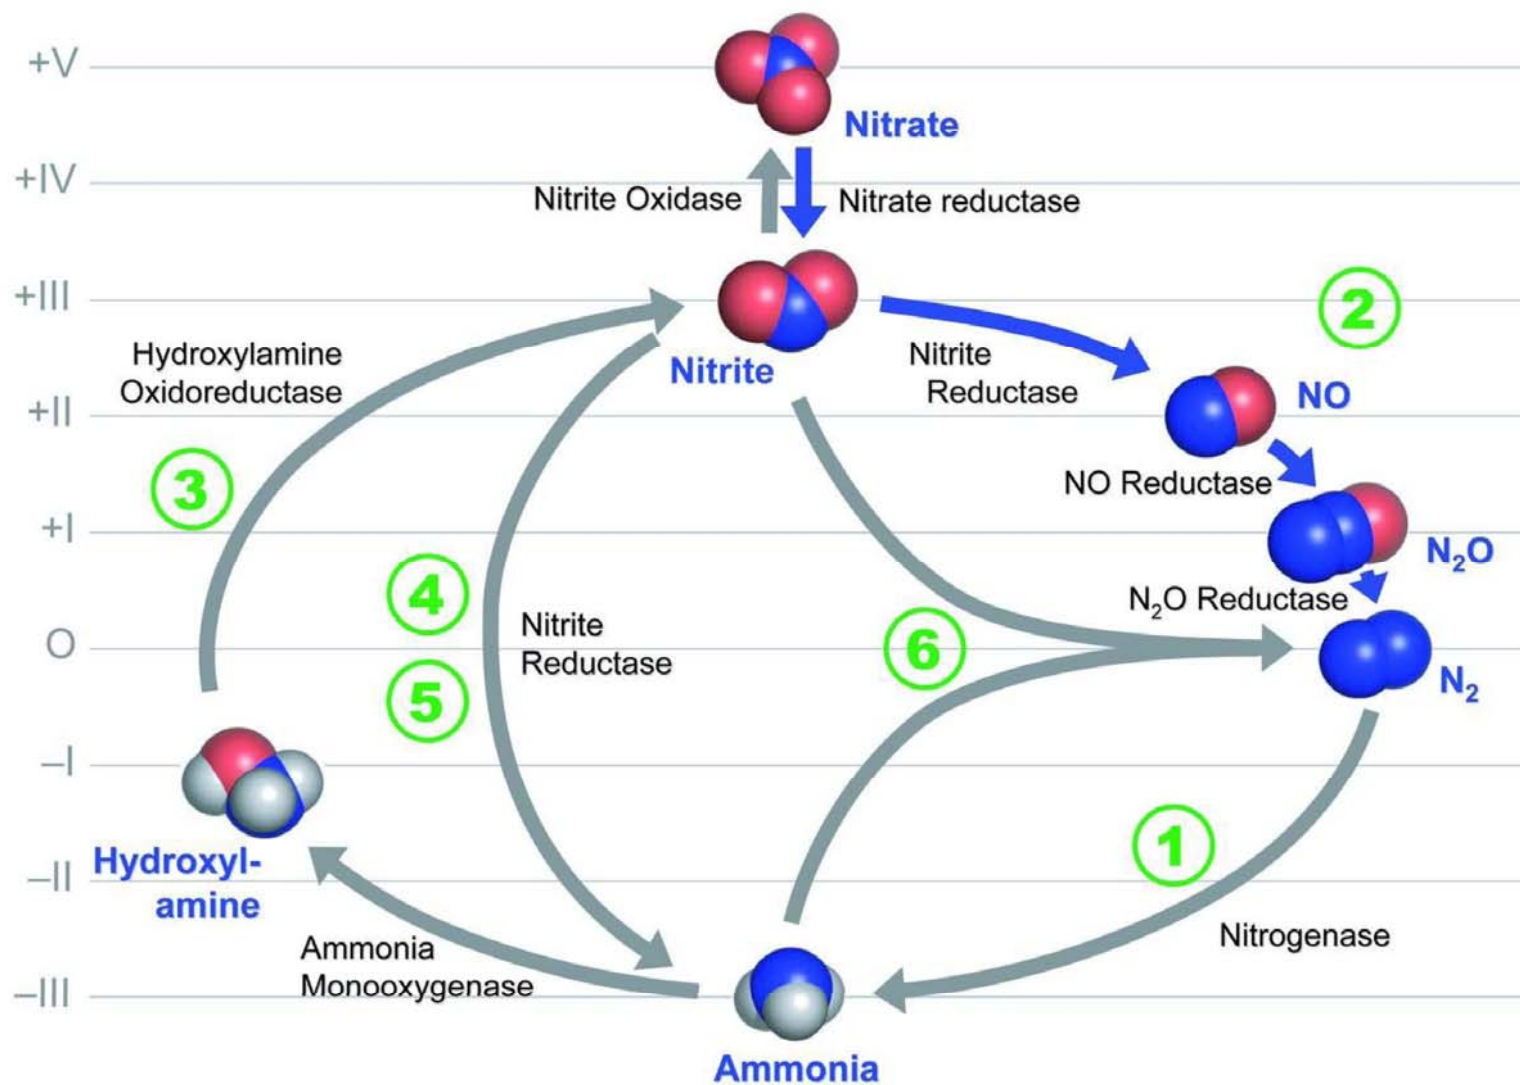 +V
Nitrate
+IV
Nitrite Oxidase
Nitrate reductase
+III
2
Hydroxylamine
Oxidoreductase
Nitrite
Nitrite
Reductase
NO
+II
3
NO Reductase
+I
N₂O
4
N₂O Reductase
Nitrite
Reductase
O
6
N₂
5
–I
1
Hydroxyl-
amine
–II
Ammonia
Monooxygenase
Nitrogenase
–III
Ammonia